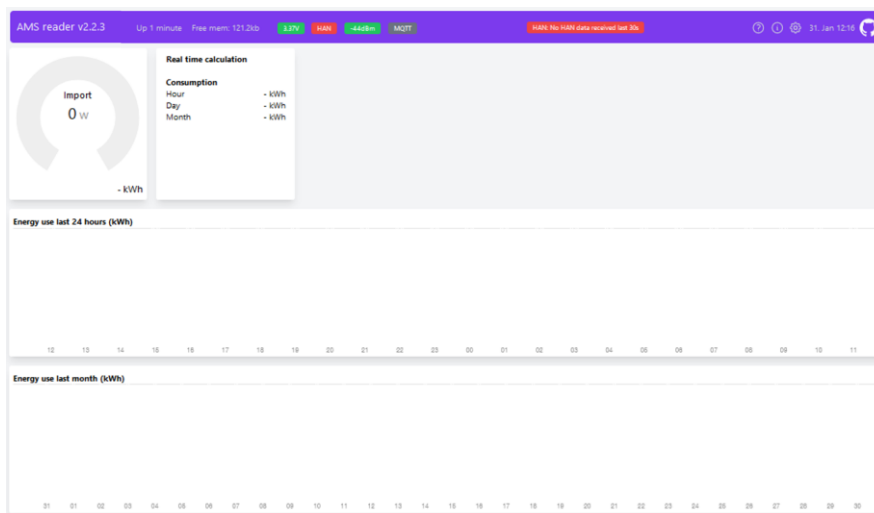 AMS reader v2.2.3 Up 1 minute Free mem: 121.2kb 3.37V HAN -44dBm MQTT HAN: No HAN data received last 30s 31. Jan 12:16
Import
0 W
- kWh
Real time calculation
Consumption
Hour - kWh
Day - kWh
Month - kWh
Energy use last 24 hours (kWh)
12 13 14 15 16 17 18 19 20 21 22 23 00 01 02 03 04 05 06 07 08 09 10 11
Energy use last month (kWh)
31 01 02 03 04 05 06 07 08 09 10 11 12 13 14 15 16 17 18 19 20 21 22 23 24 25 26 27 28 29 30